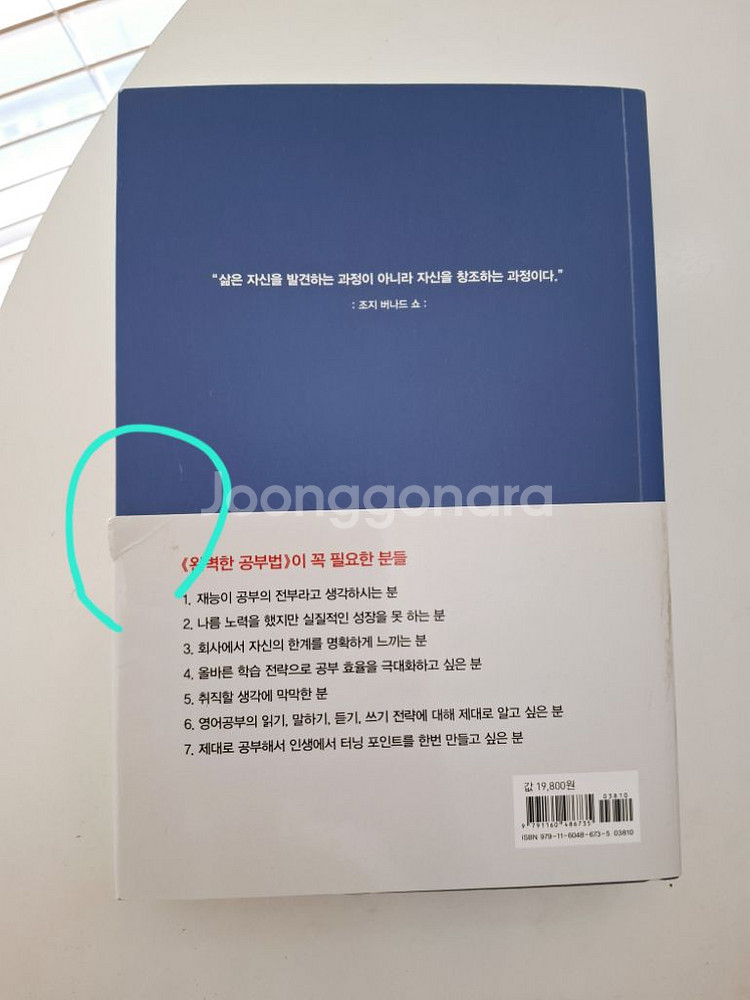 “삶은 자신을 발견하는 과정이 아니라 자신을 창조하는 과정이다.”
: 조지 버나드 쇼 :
Joonggonara
《완벽한 공부법》이 꼭 필요한 분들
1. 재능이 공부의 전부라고 생각하시는 분
2. 나름 노력을 했지만 실질적인 성장을 못 하는 분
3. 회사에서 자신의 한계를 명확하게 느끼는 분
4. 올바른 학습 전략으로 공부 효율을 극대화하고 싶은 분
5. 취직할 생각에 막막한 분
6. 영어공부의 읽기, 말하기, 듣기, 쓰기 전략에 대해 제대로 알고 싶은 분
7. 제대로 공부해서 인생에서 터닝 포인트를 한번 만들고 싶은 분
값 19,800원
03810
9 791160 486735
ISBN 979-11-6048-673-5 03810